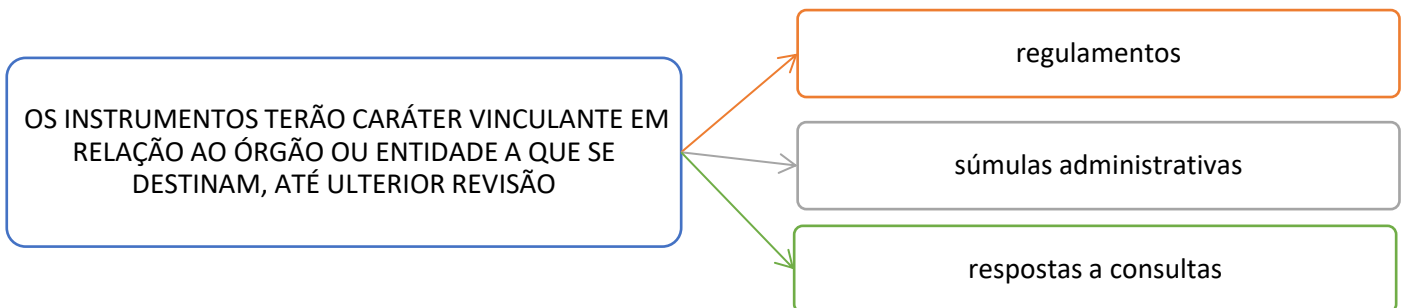 OS INSTRUMENTOS TERÃO CARÁTER VINCULANTE EM
RELAÇÃO AO ÓRGÃO OU ENTIDADE A QUE SE
DESTINAM, ATÉ ULTERIOR REVISÃO
regulamentos
súmulas administrativas
respostas a consultas